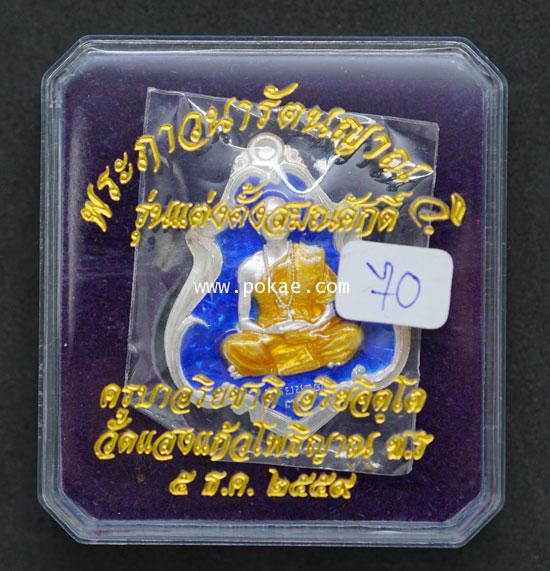 พระภาวนารัตนญาณ วิ.
รุ่นแต่งตั้งสมณศักดิ์
www.pokae.com
70
ครูบาอริยชาติ อริยจิตฺโต
วัดแสงแก้วโพธิญาณ ช.ร
๕ ธ.ค. ๒๕๕๙